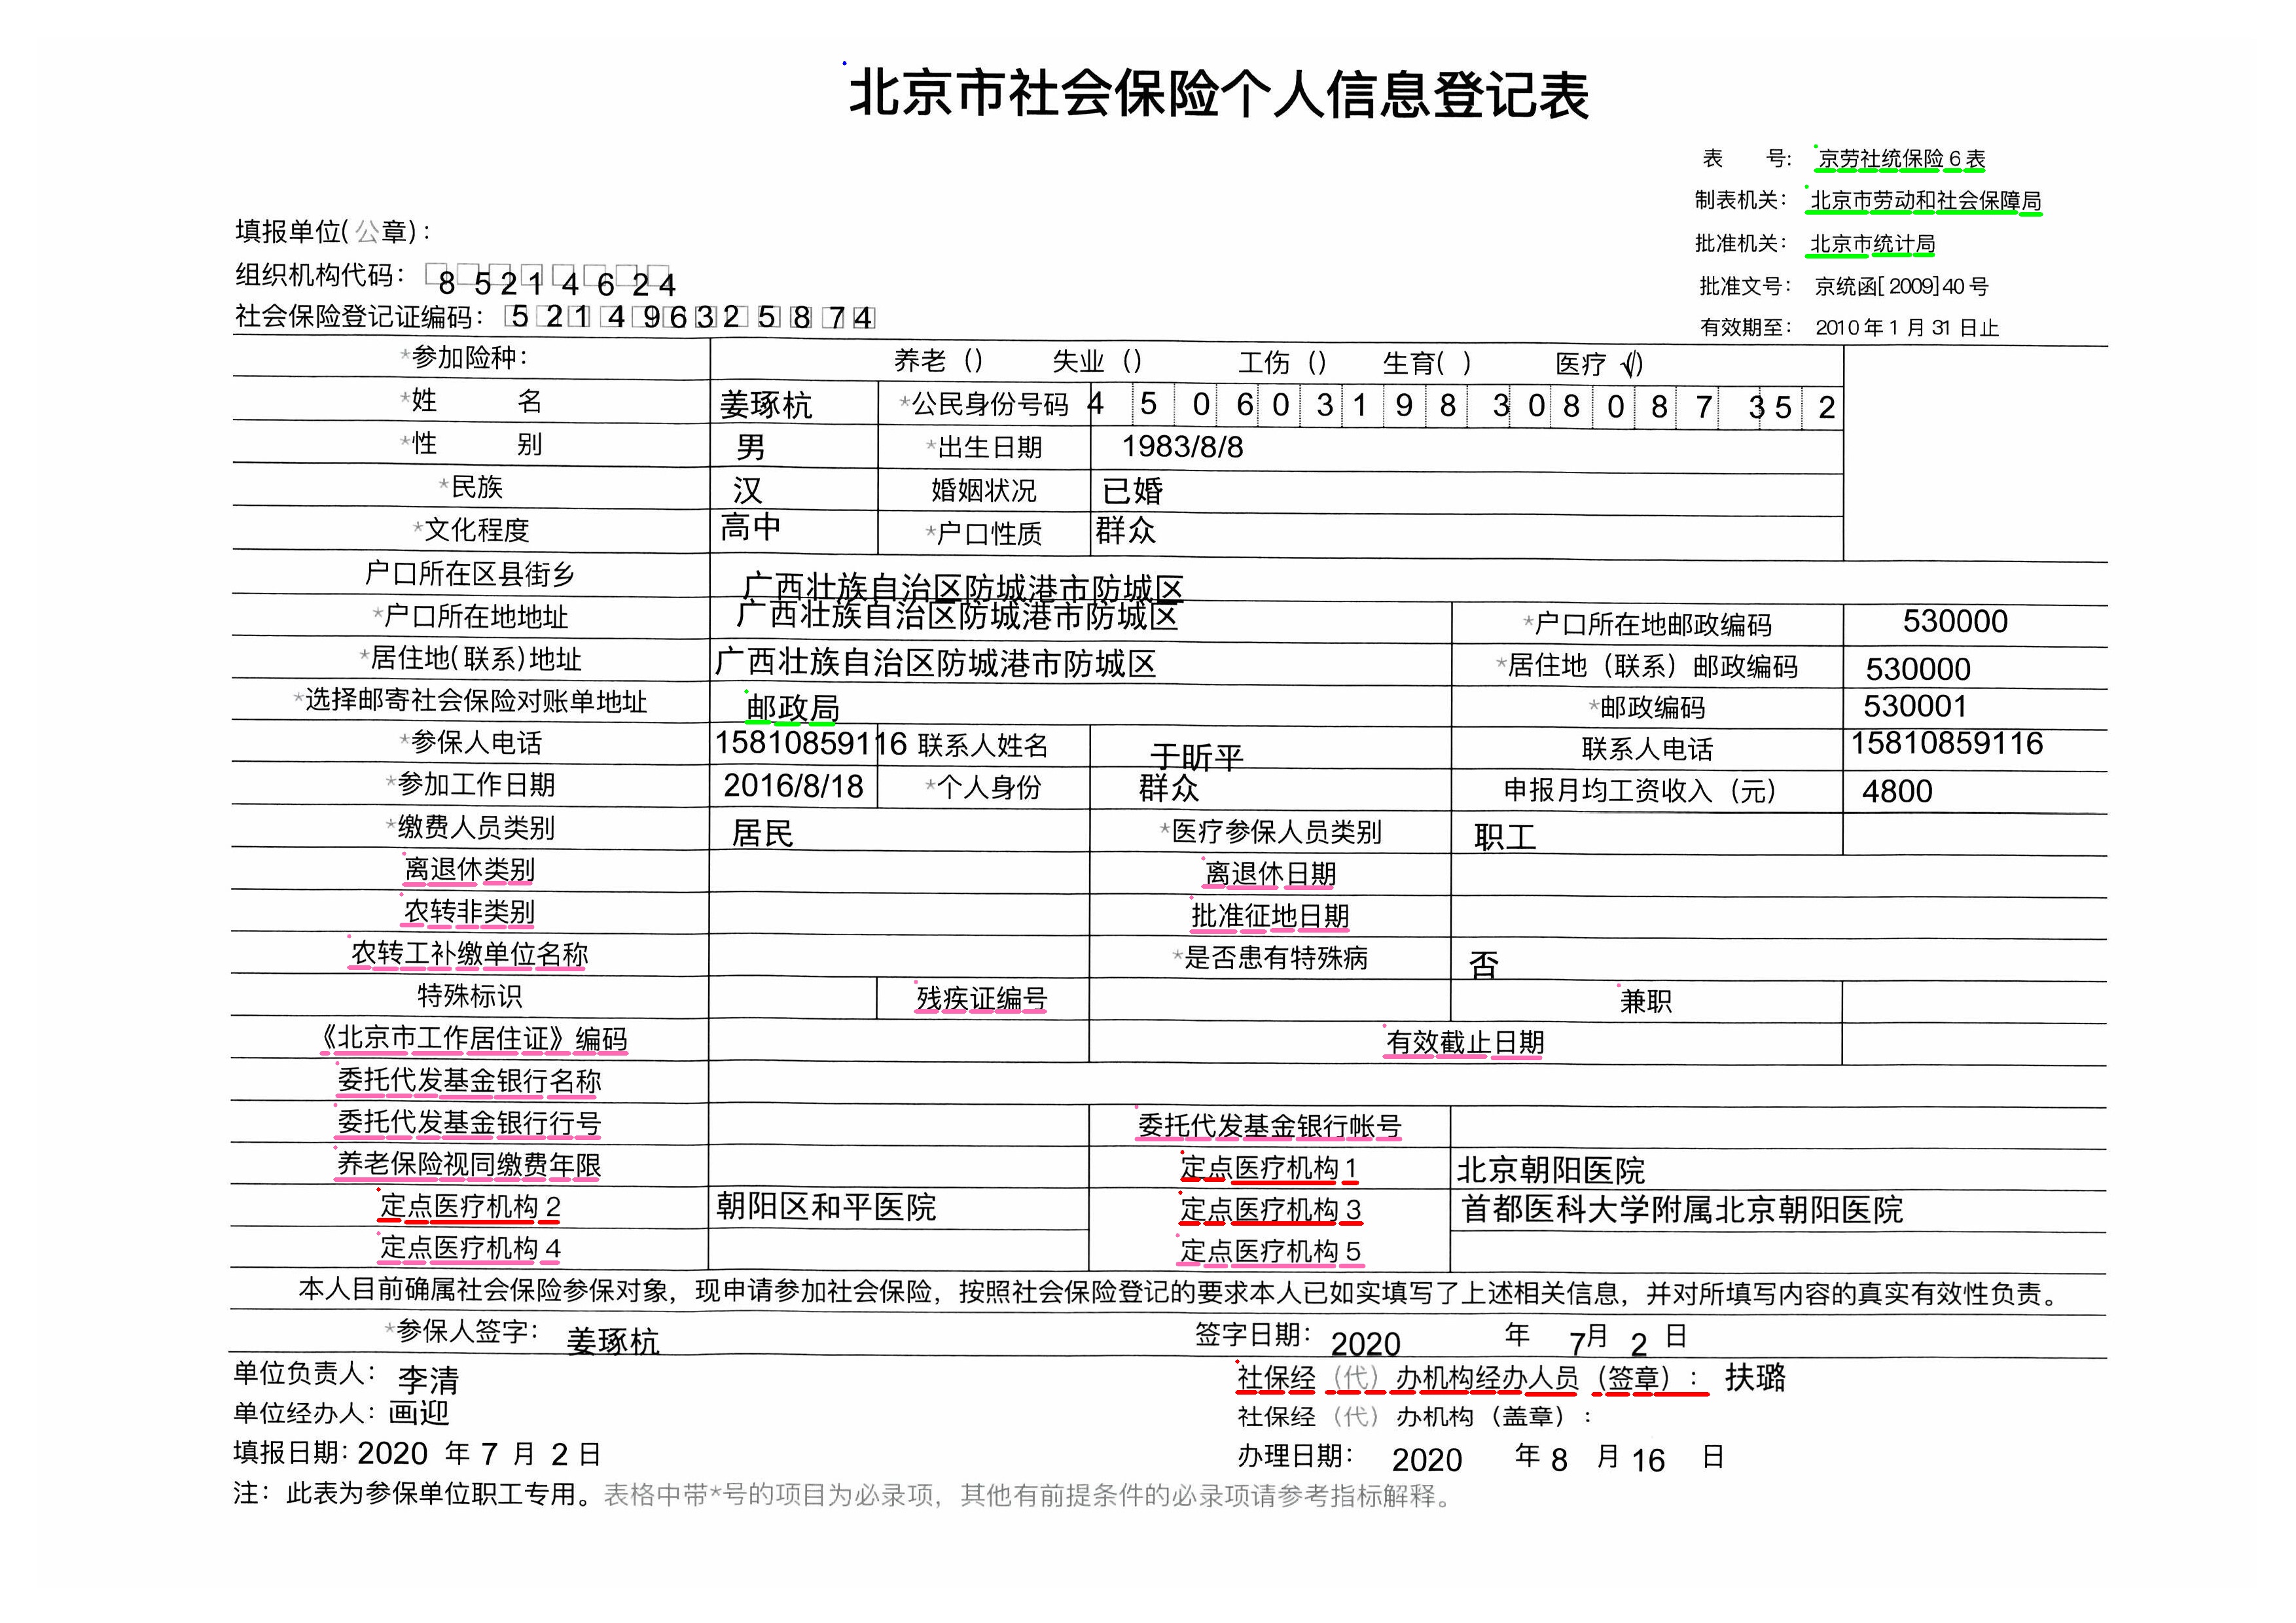 北京市社会保险个人信息登记表
表 号: 京劳社统保险6表
制表机关: 北京市劳动和社会保障局
填报单位(公章):
批准机关: 北京市统计局
组织机构代码: 85214624
批准文号: 京统函[2009]40号
社会保险登记证编码: 521496325874
有效期至: 2010年1月31日止
*参加险种: 养老 () 失业 () 工伤 () 生育( ) 医疗 (√)
*姓 名 姜琢杭 *公民身份号码 450603198308087352
*性 别 男 *出生日期 1983/8/8
*民族 汉 婚姻状况 已婚
*文化程度 高中 *户口性质 群众
户口所在区县街乡 广西壮族自治区防城港市防城区
*户口所在地地址 广西壮族自治区防城港市防城区 *户口所在地邮政编码 530000
*居住地(联系)地址 广西壮族自治区防城港市防城区 *居住地（联系）邮政编码 530000
*选择邮寄社会保险对账单地址 邮政局 *邮政编码 530001
*参保人电话 15810859116 联系人姓名 于昕平 联系人电话 15810859116
*参加工作日期 2016/8/18 *个人身份 群众 申报月均工资收入（元） 4800
*缴费人员类别 居民 *医疗参保人员类别 职工
离退休类别 离退休日期
农转非类别 批准征地日期
农转工补缴单位名称 *是否患有特殊病 否
特殊标识 残疾证编号 兼职
《北京市工作居住证》编码 有效截止日期
委托代发基金银行名称
委托代发基金银行行号 委托代发基金银行帐号
养老保险视同缴费年限 定点医疗机构1 北京朝阳医院
定点医疗机构2 朝阳区和平医院 定点医疗机构3 首都医科大学附属北京朝阳医院
定点医疗机构4 定点医疗机构5
本人目前确属社会保险参保对象，现申请参加社会保险，按照社会保险登记的要求本人已如实填写了上述相关信息，并对所填写内容的真实有效性负责。
*参保人签字: 姜琢杭 签字日期: 2020 年 7月 2 日
单位负责人: 李清 社保经（代）办机构经办人员（签章）: 扶璐
单位经办人: 画迎 社保经（代）办机构（盖章）:
填报日期: 2020 年 7 月 2 日 办理日期: 2020 年 8 月 16 日
注: 此表为参保单位职工专用。表格中带*号的项目为必录项，其他有前提条件的必录项请参考指标解释。